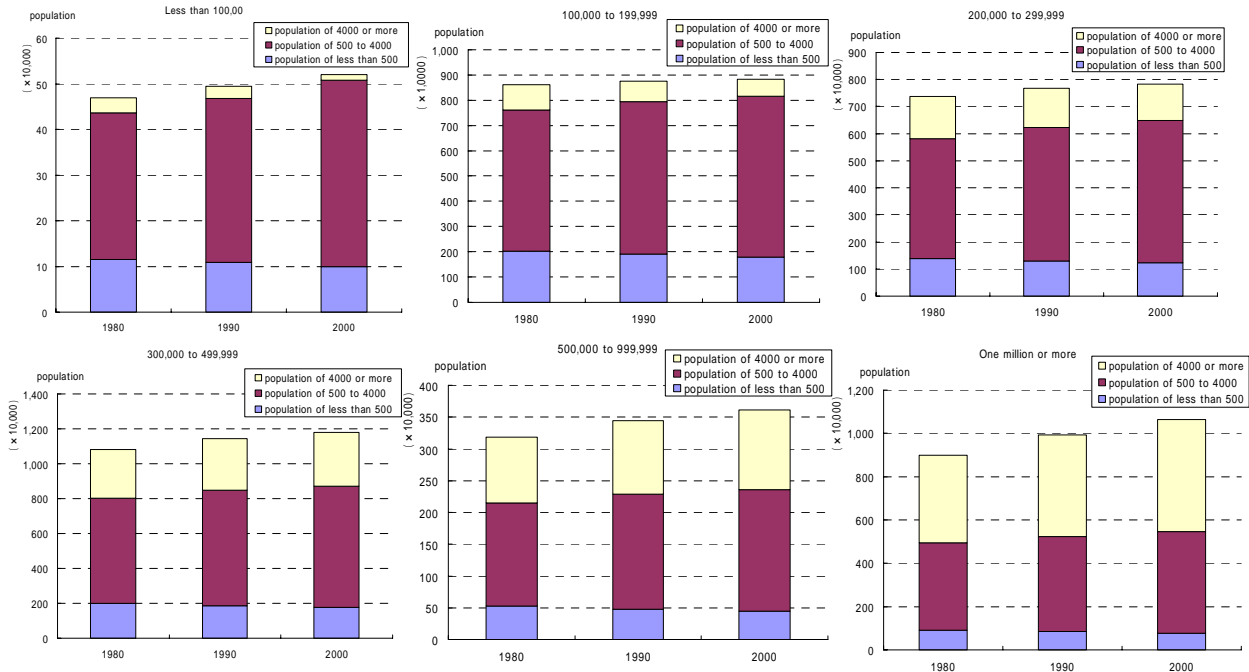 Less than 100,00
population
(×10,000)
population of 4000 or more
population of 500 to 4000
population of less than 500
60
50
40
30
20
10
0
1980 1990 2000
100,000 to 199,999
population
(×1,0000)
population of 4000 or more
population of 500 to 4000
population of less than 500
1,000
900
800
700
600
500
400
300
200
100
0
1980 1990 2000
200,000 to 299,999
population
(×10,000)
population of 4000 or more
population of 500 to 4000
population of less than 500
900
800
700
600
500
400
300
200
100
0
1980 1990 2000
300,000 to 499,999
population
(×10,000)
population of 4000 or more
population of 500 to 4000
population of less than 500
1,400
1,200
1,000
800
600
400
200
0
1980 1990 2000
500,000 to 999,999
population
(×10,000)
population of 4000 or more
population of 500 to 4000
population of less than 500
400
350
300
250
200
150
100
50
0
1980 1990 2000
One million or more
population
(×10,000)
population of 4000 or more
population of 500 to 4000
population of less than 500
1,200
1,000
800
600
400
200
0
1980 1990 2000